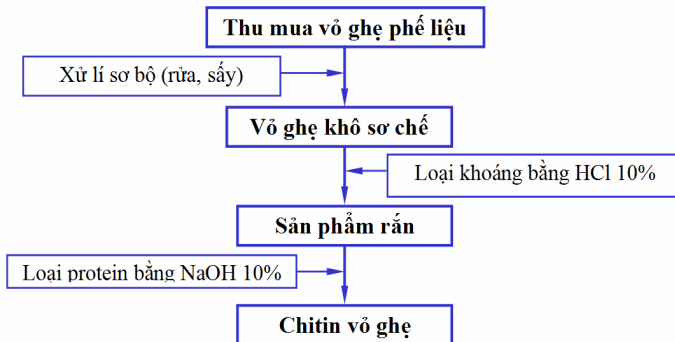 Thu mua vỏ ghẹ phế liệu
Xử lí sơ bộ (rửa, sấy)
Vỏ ghẹ khô sơ chế
Loại khoáng bằng HCl 10%
Sản phẩm rắn
Loại protein bằng NaOH 10%
Chitin vỏ ghẹ